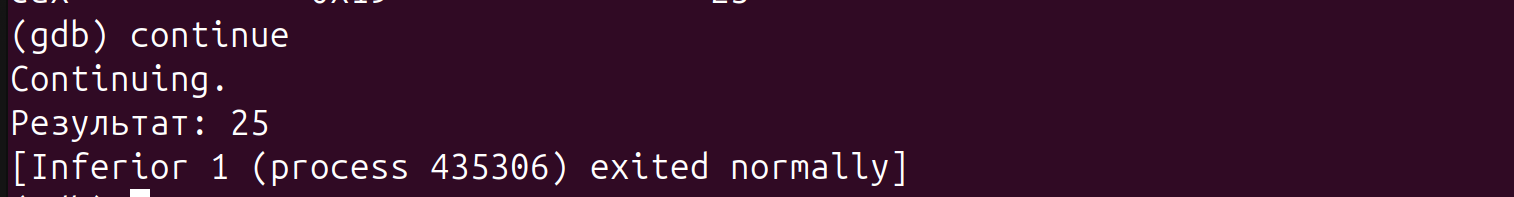 (gdb) continue
Continuing.
Результат: 25
[Inferior 1 (process 435306) exited normally]